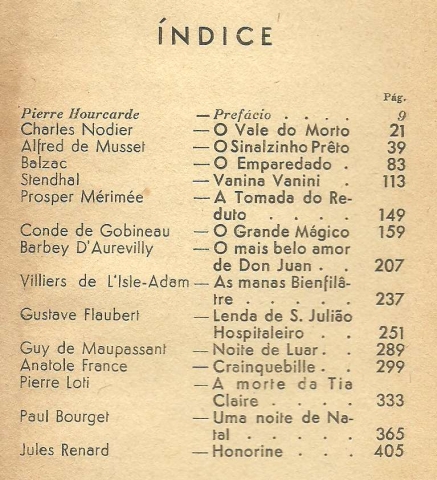 ÍNDICE
Pág.
Pierre Hourcarde — Prefácio . . . . 9
Charles Nodier — O Vale do Morto 21
Alfred de Musset — O Sinalzinho Prêto 39
Balzac — O Emparedado . 83
Stendhal — Vanina Vanini . 113
Prosper Mérimée — A Tomada do Re-
duto . . . . 149
Conde de Gobineau — O Grande Mágico 159
Barbey D'Aurevilly — O mais belo amor
de Don Juan . . 207
Villiers de L'Isle-Adam — As manas Bienfilâ-
tre . . . . . 237
Gustave Flaubert — Lenda de S. Julião
Hospitaleiro . . 251
Guy de Maupassant — Noite de Luar . . 289
Anatole France — Crainquebille . . 299
Pierre Loti — A morte da Tia
Claire . . . . 333
Paul Bourget — Uma noite de Na-
tal . . . . . 365
Jules Renard — Honorine . . . 405